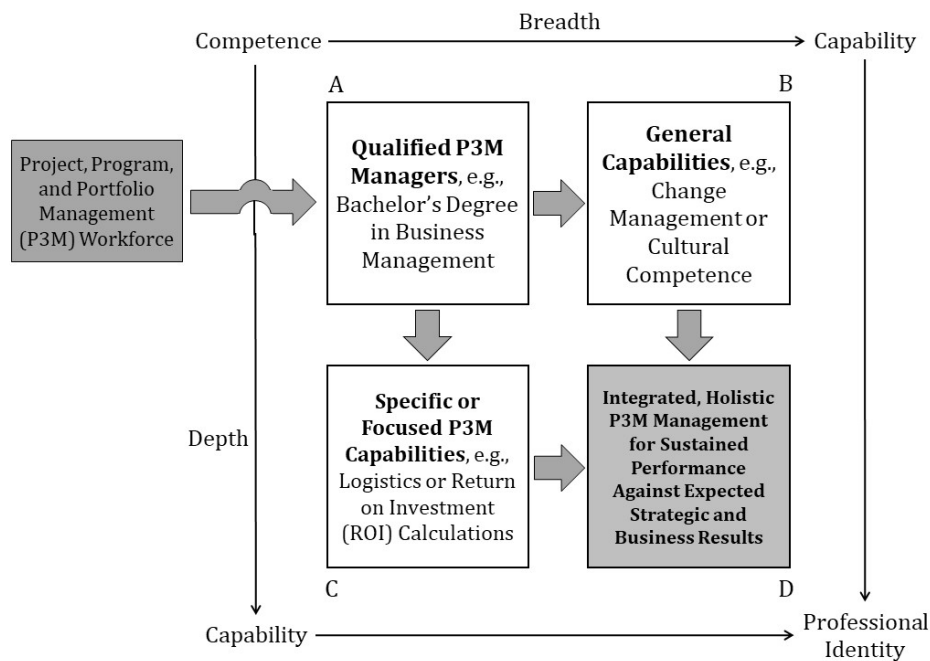 Breadth
Competence
Capability
A
B
Project, Program,
and Portfolio
Management
(P3M) Workforce
Qualified P3M
Managers, e.g.,
Bachelor’s Degree
in Business
Management
General
Capabilities, e.g.,
Change
Management or
Cultural
Competence
Depth
Specific or
Focused P3M
Capabilities, e.g.,
Logistics or Return
on Investment
(ROI) Calculations
Integrated, Holistic
P3M Management
for Sustained
Performance
Against Expected
Strategic and
Business Results
C
D
Capability
Professional
Identity